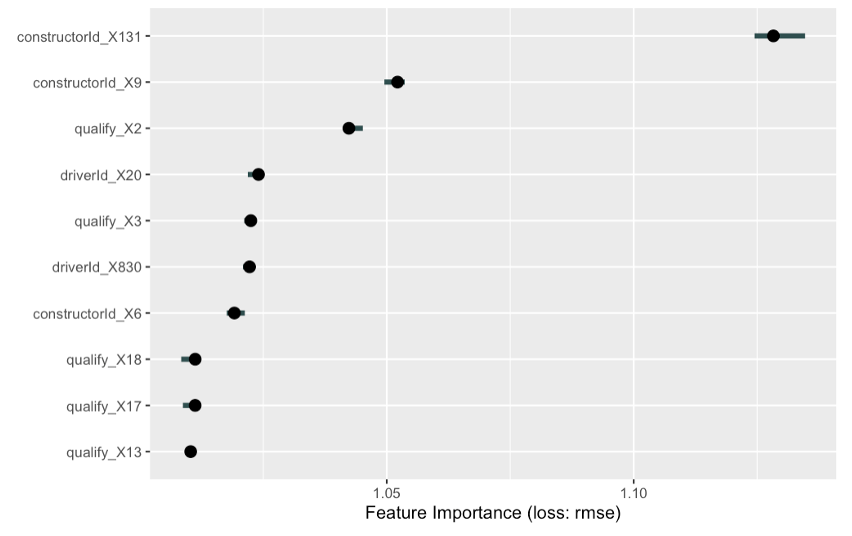 constructorId_X131
constructorId_X9
qualify_X2
driverId_X20
qualify_X3
driverId_X830
constructorId_X6
qualify_X18
qualify_X17
qualify_X13
1.05 1.10
Feature Importance (loss: rmse)